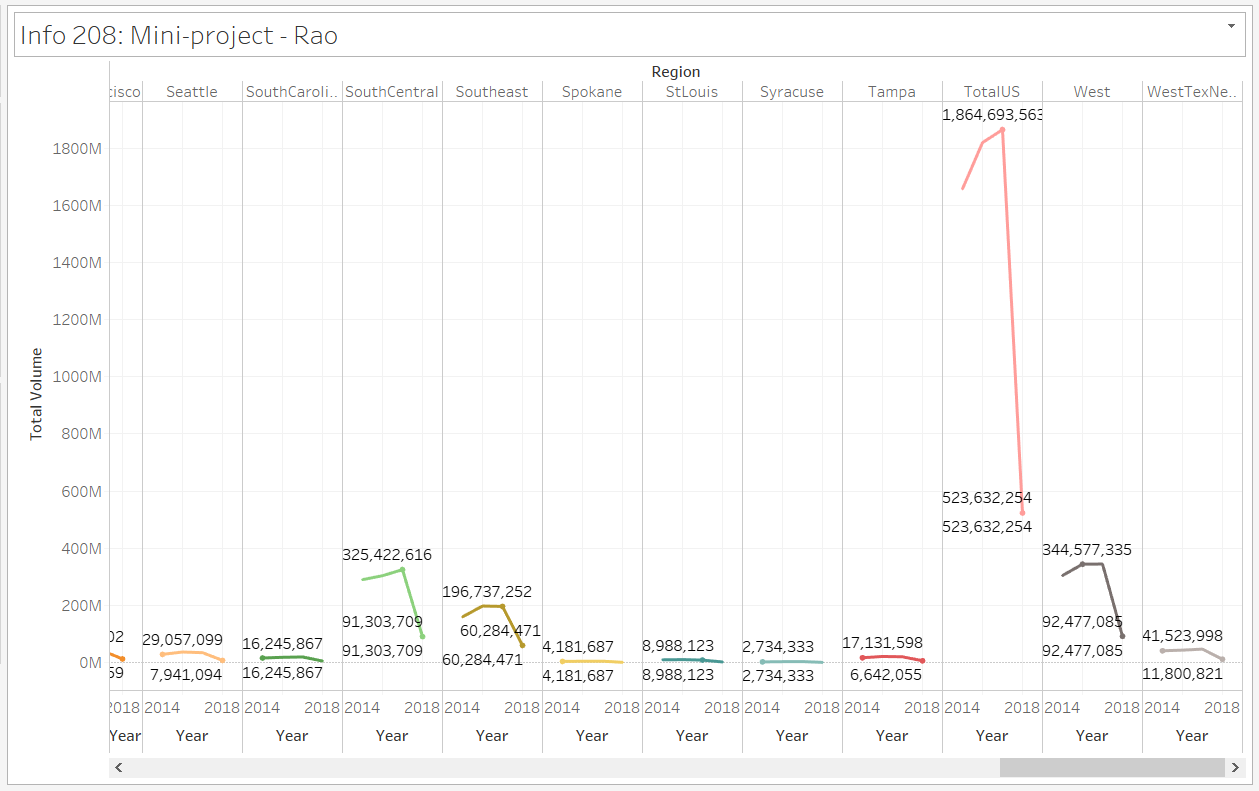 Info 208: Mini-project - Rao
Region
cisco Seattle SouthCaroli.. SouthCentral Southeast Spokane StLouis Syracuse Tampa TotalUS West WestTexNe..
Total Volume
1800M
1600M
1400M
1200M
1000M
800M
600M
400M
200M
0M
1,864,693,563
523,632,254
523,632,254
325,422,616
344,577,335
196,737,252
91,303,709
60,284,471
92,477,085
02 29,057,099 16,245,867 91,303,709 60,284,471 4,181,687 8,988,123 2,734,333 17,131,598 92,477,085 41,523,998
69 7,941,094 16,245,867 4,181,687 8,988,123 2,734,333 6,642,055 11,800,821
2018 2014 2018 2014 2018 2014 2018 2014 2018 2014 2018 2014 2018 2014 2018 2014 2018 2014 2018 2014 2018 2014 2018
Year Year Year Year Year Year Year Year Year Year Year Year